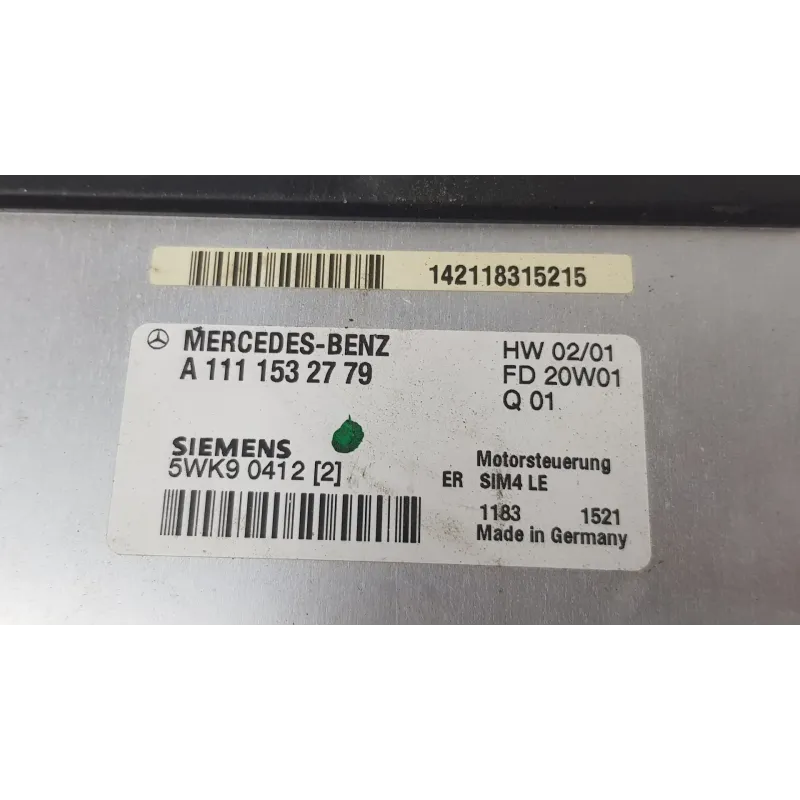 142118315215
MERCEDES-BENZ
A 111 153 27 79
HW 02/01
FD 20W01
Q 01
SIEMENS
5WK9 0412 [2]
Motorsteuerung
ER SIM4 LE
1183 1521
Made in Germany